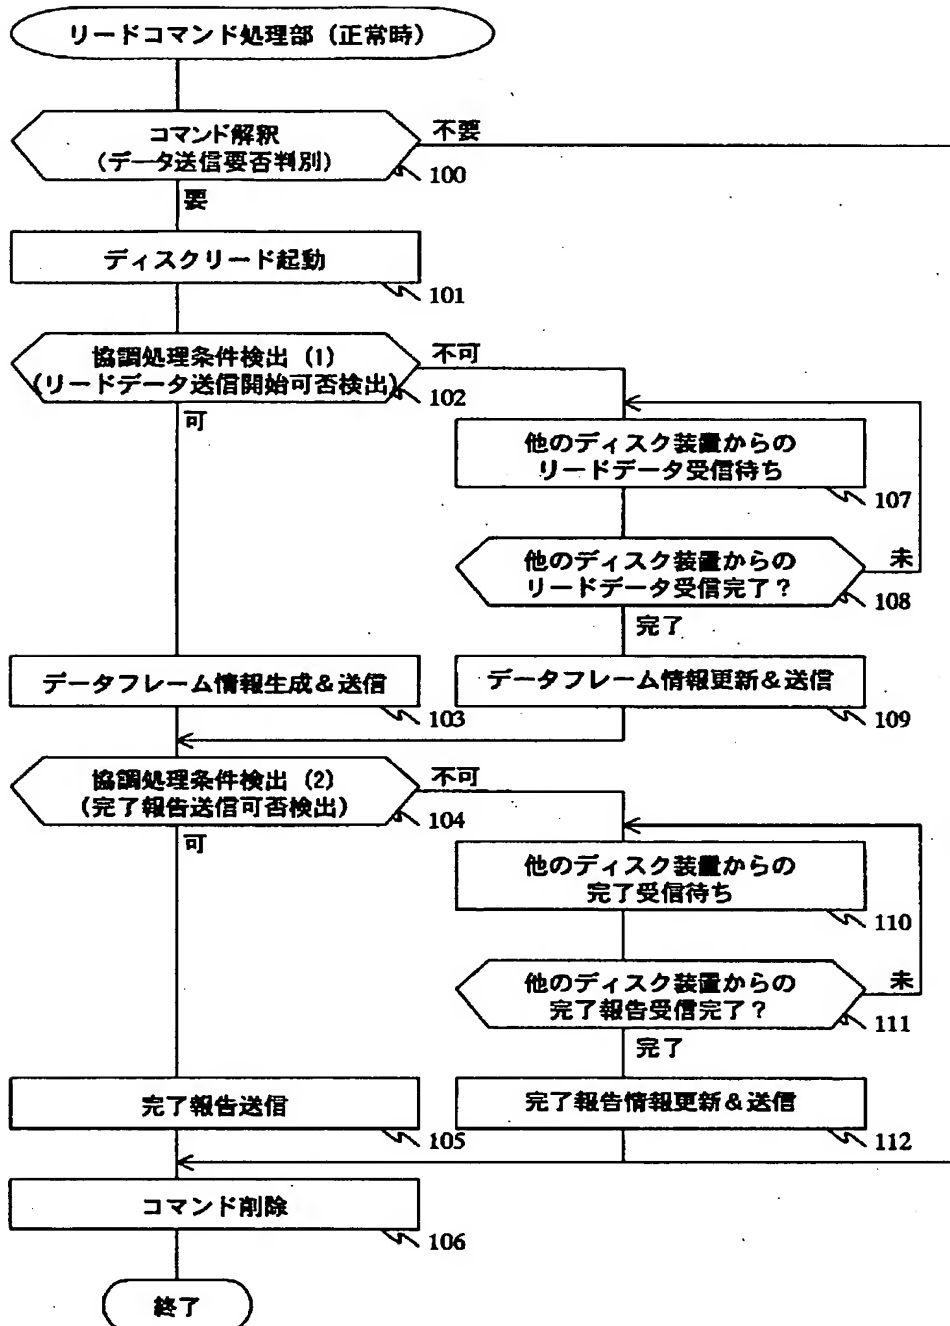 リードコマンド処理部 (正常時)
コマンド解釈
(データ送信要否判別)
不要
100
要
ディスクリード起動
101
協調処理条件検出 (1)
(リードデータ送信開始可否検出)
不可
102
可
他のディスク装置からの
リードデータ受信待ち
107
他のディスク装置からの
リードデータ受信完了?
未
108
完了
データフレーム情報生成&送信
103
データフレーム情報更新&送信
109
協調処理条件検出 (2)
(完了報告送信可否検出)
不可
104
可
他のディスク装置からの
完了受信待ち
110
他のディスク装置からの
完了報告受信完了?
未
111
完了
完了報告送信
105
完了報告情報更新&送信
112
コマンド削除
106
終了